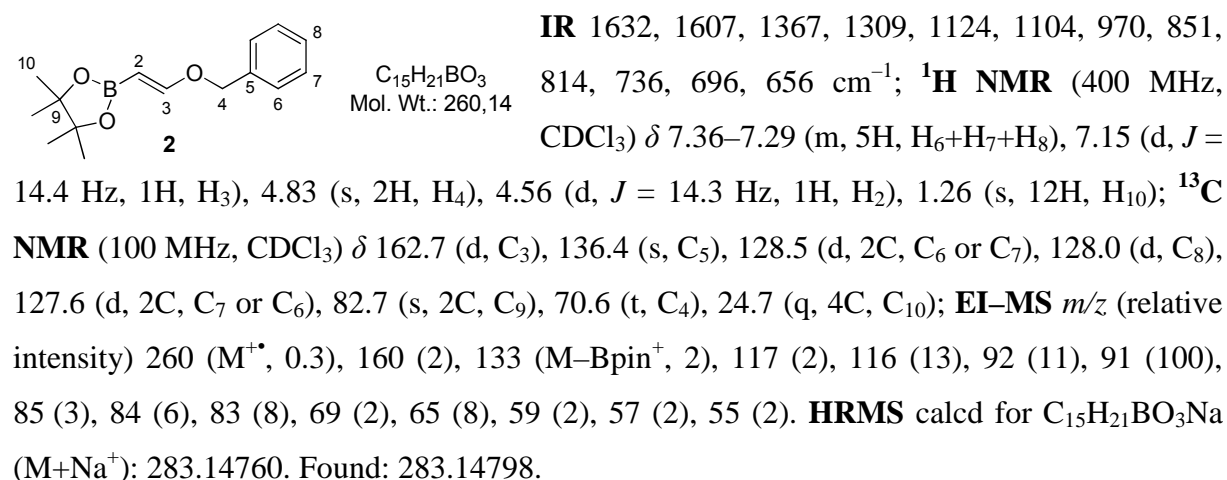 10
O
B
O
9
2
3
O
4
5
6
7
8
2
C₁₅H₂₁BO₃
Mol. Wt.: 260,14
IR 1632, 1607, 1367, 1309, 1124, 1104, 970, 851,
814, 736, 696, 656 cm⁻¹; ¹H NMR (400 MHz,
CDCl₃) δ 7.36–7.29 (m, 5H, H₆+H₇+H₈), 7.15 (d, J =
14.4 Hz, 1H, H₃), 4.83 (s, 2H, H₄), 4.56 (d, J = 14.3 Hz, 1H, H₂), 1.26 (s, 12H, H₁₀); ¹³C
NMR (100 MHz, CDCl₃) δ 162.7 (d, C₃), 136.4 (s, C₅), 128.5 (d, 2C, C₆ or C₇), 128.0 (d, C₈),
127.6 (d, 2C, C₇ or C₆), 82.7 (s, 2C, C₉), 70.6 (t, C₄), 24.7 (q, 4C, C₁₀); EI–MS m/z (relative
intensity) 260 (M⁺•, 0.3), 160 (2), 133 (M–Bpin⁺, 2), 117 (2), 116 (13), 92 (11), 91 (100),
85 (3), 84 (6), 83 (8), 69 (2), 65 (8), 59 (2), 57 (2), 55 (2). HRMS calcd for C₁₅H₂₁BO₃Na
(M+Na⁺): 283.14760. Found: 283.14798.